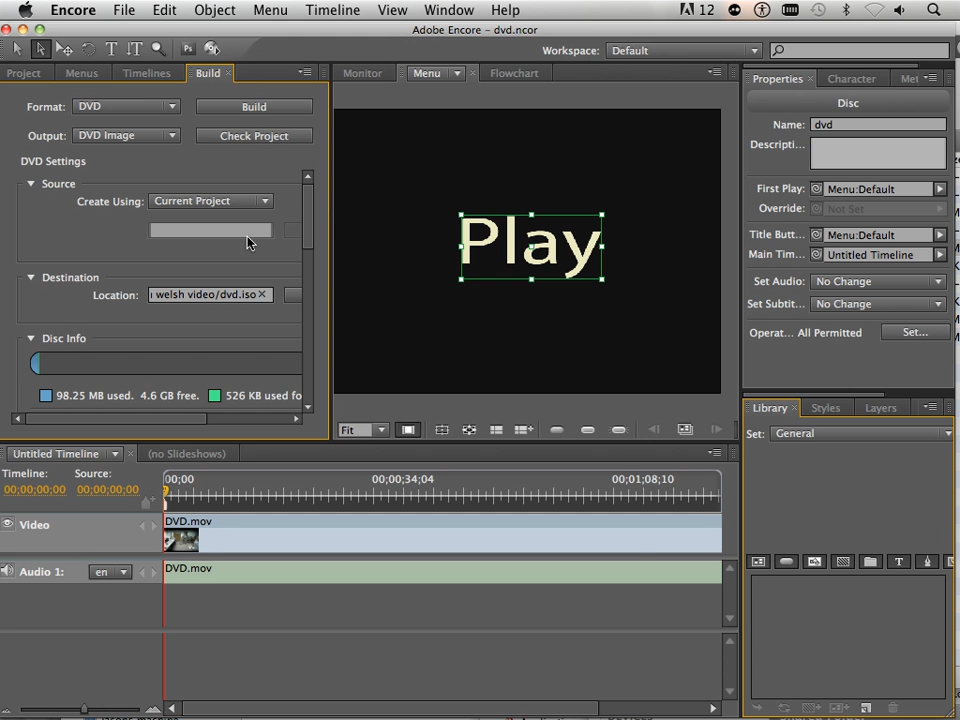 Encore File Edit Object Menu Timeline View Window Help 12
Adobe Encore – dvd.ncor
Workspace: Default
Project Menus Timelines Build
Monitor Menu Flowchart
Properties Character Met
Format: DVD Build
Output: DVD Image Check Project
DVD Settings
Source
Create Using: Current Project
Destination
Location: welsh video/dvd.iso
Disc Info
98.25 MB used. 4.6 GB free. 526 KB used fo
Play
Fit
Disc
Name: dvd
Descripti...
First Play: Menu:Default
Override: Not Set
Title Butt... Menu:Default
Main Tim... Untitled Timeline
Set Audio: No Change
Set Subtit... No Change
Operat... All Permitted Set...
Library Styles Layers
Set: General
Untitled Timeline (no Slideshows)
Timeline: Source:
00;00;00;00 00;00;00;00
00;00 00;00;34;04 00;01;08;10
Video DVD.mov
Audio 1: en DVD.mov